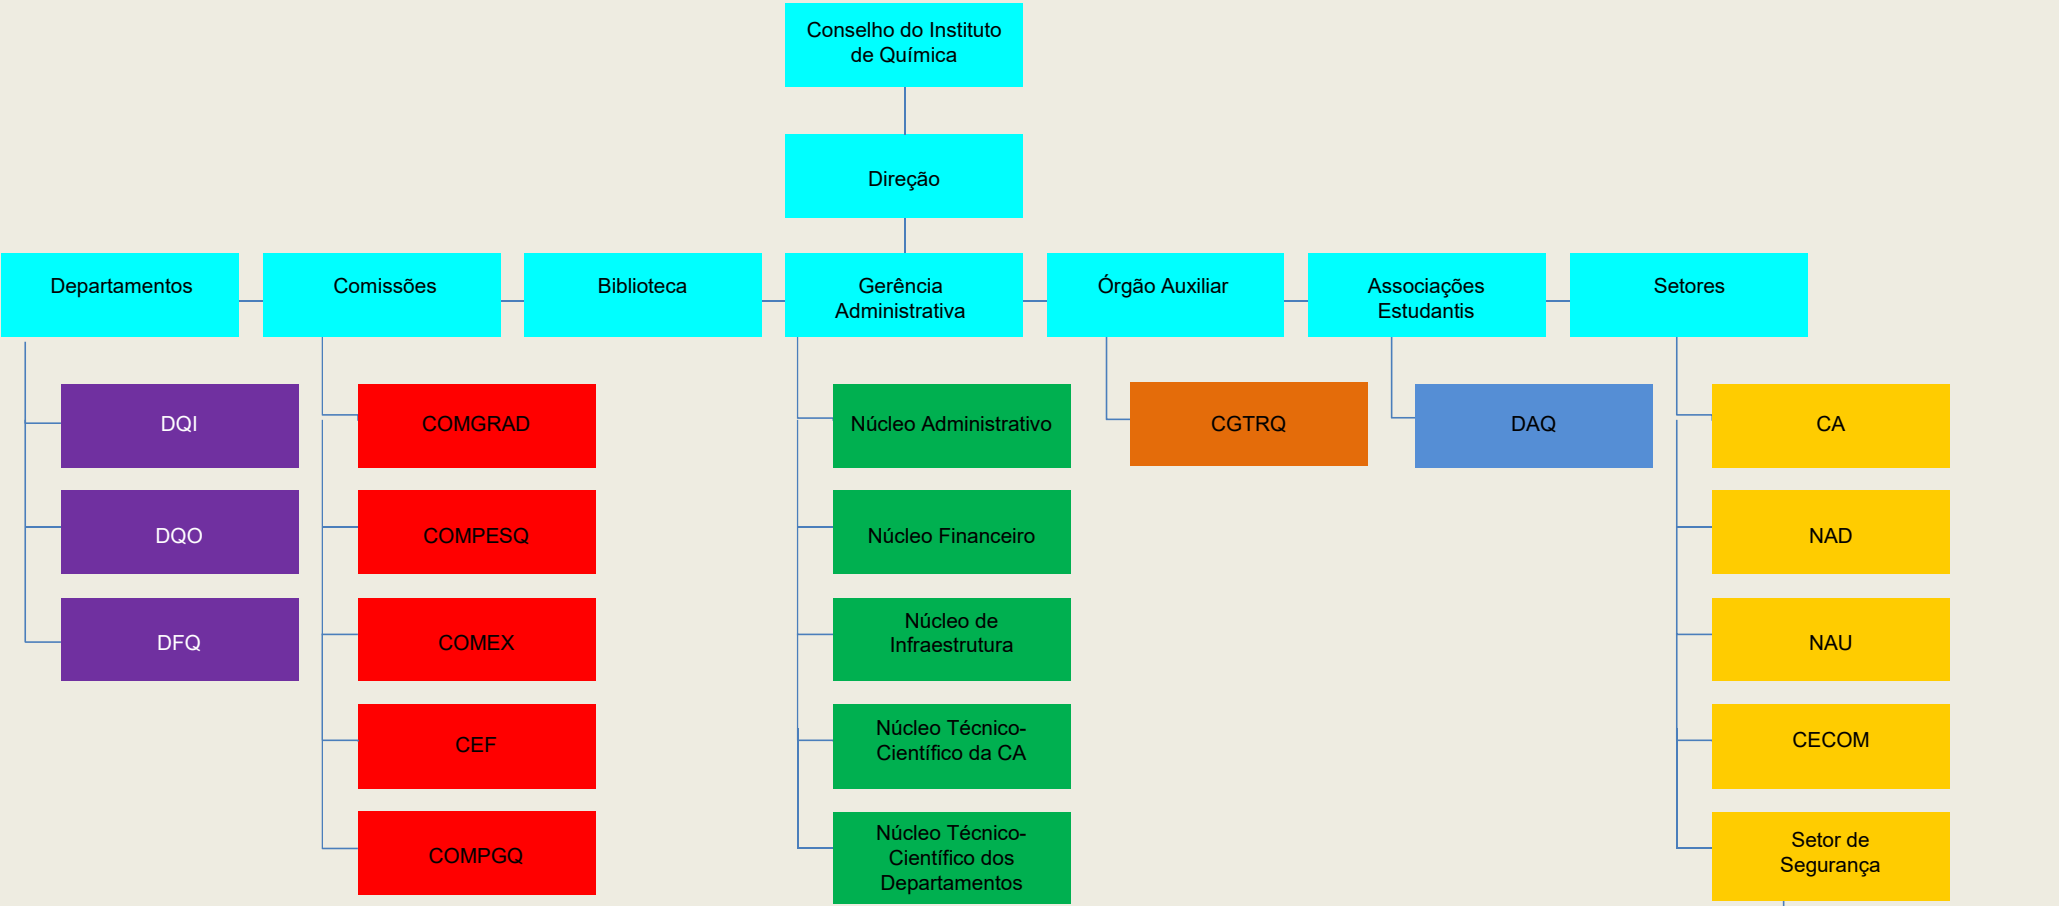 Conselho do Instituto
de Química
Direção
Departamentos
Comissões
Biblioteca
Gerência
Administrativa
Órgão Auxiliar
Associações
Estudantis
Setores
DQI
COMGRAD
Núcleo Administrativo
CGTRQ
DAQ
CA
DQO
COMPESQ
Núcleo Financeiro
NAD
DFQ
COMEX
Núcleo de
Infraestrutura
NAU
CEF
Núcleo Técnico-
Científico da CA
CECOM
COMPGQ
Núcleo Técnico-
Científico dos
Departamentos
Setor de
Segurança